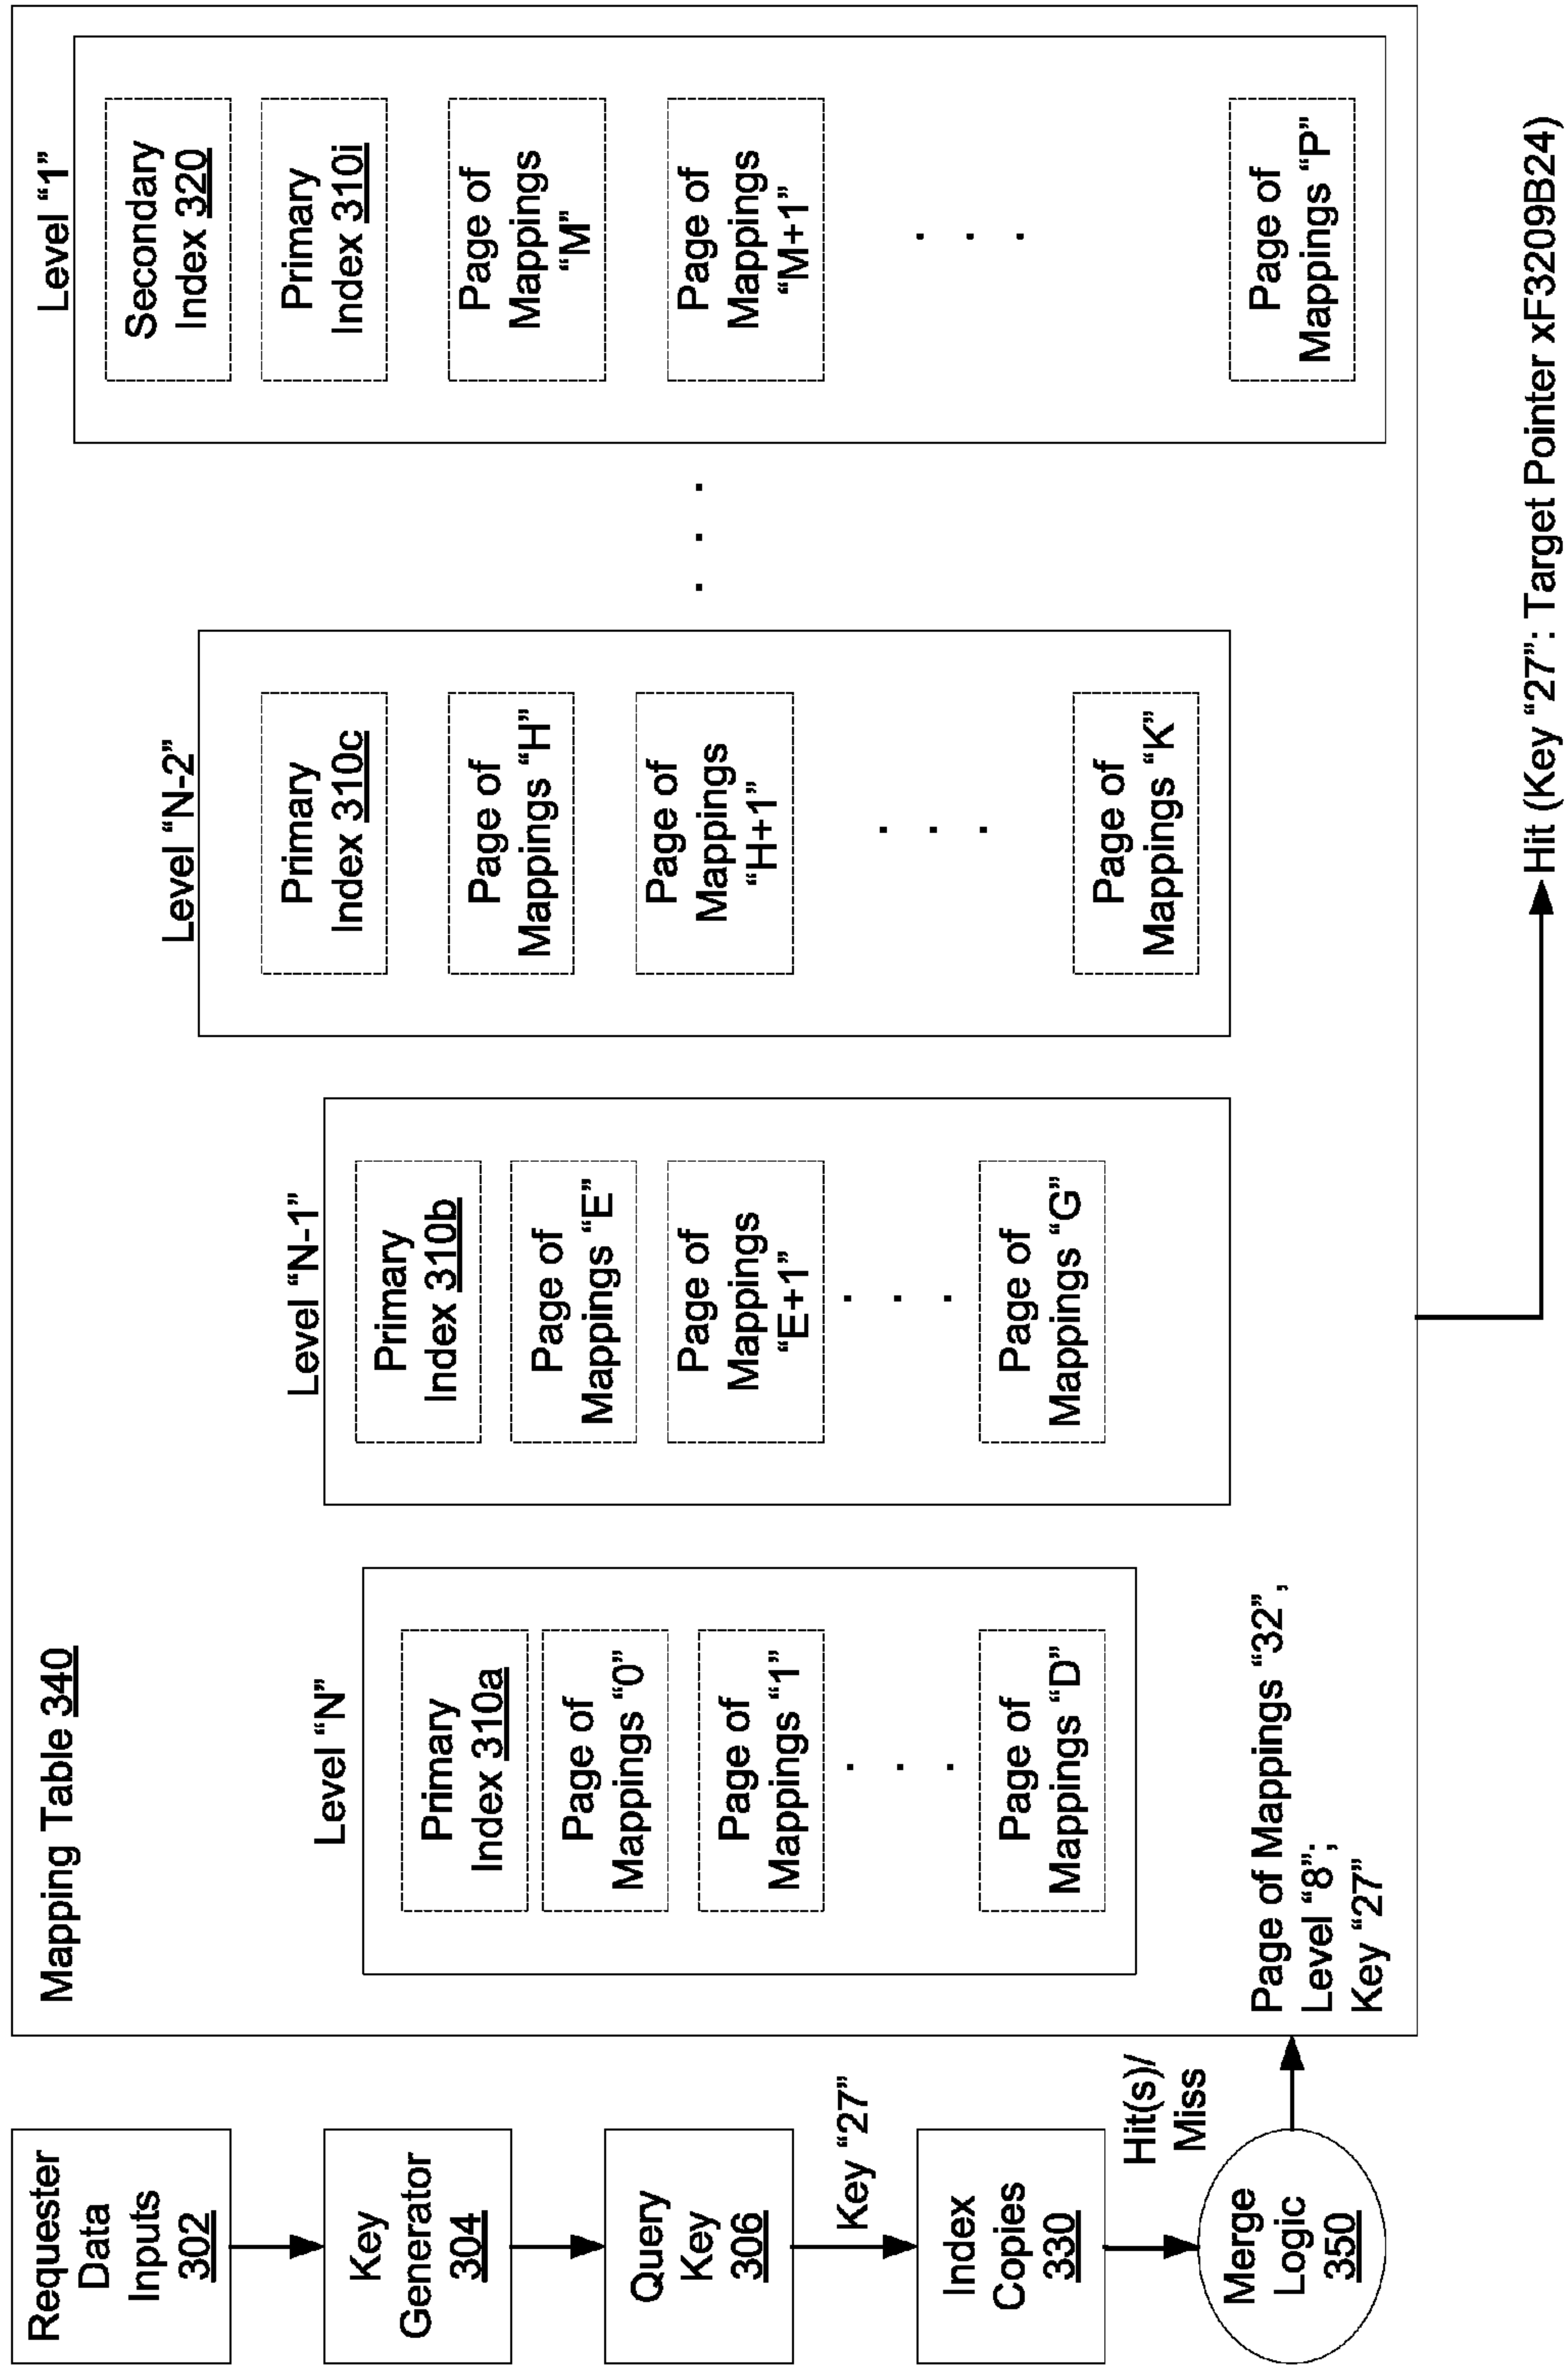 Requester
Data
Inputs
302
Key
Generator
304
Query
Key
306
Key “27”
Index
Copies
330
Hit(s)/
Miss
Merge
Logic
350
Mapping Table 340
Level “N”
Primary
Index 310a
Page of
Mappings “0”
Page of
Mappings “1”
. . .
Page of
Mappings “D”
Level “N-1”
Primary
Index 310b
Page of
Mappings “E”
Page of
Mappings
“E+1”
. . .
Page of
Mappings “G”
Level “N-2”
Primary
Index 310c
Page of
Mappings “H”
Page of
Mappings
“H+1”
. . .
Page of
Mappings “K”
. . .
Level “1”
Secondary
Index 320
Primary
Index 310i
Page of
Mappings
“M”
Page of
Mappings
“M+1”
. . .
Page of
Mappings “P”
Page of Mappings “32”,
Level “8”;
Key “27”
Hit (Key “27”: Target Pointer xF3209B24)